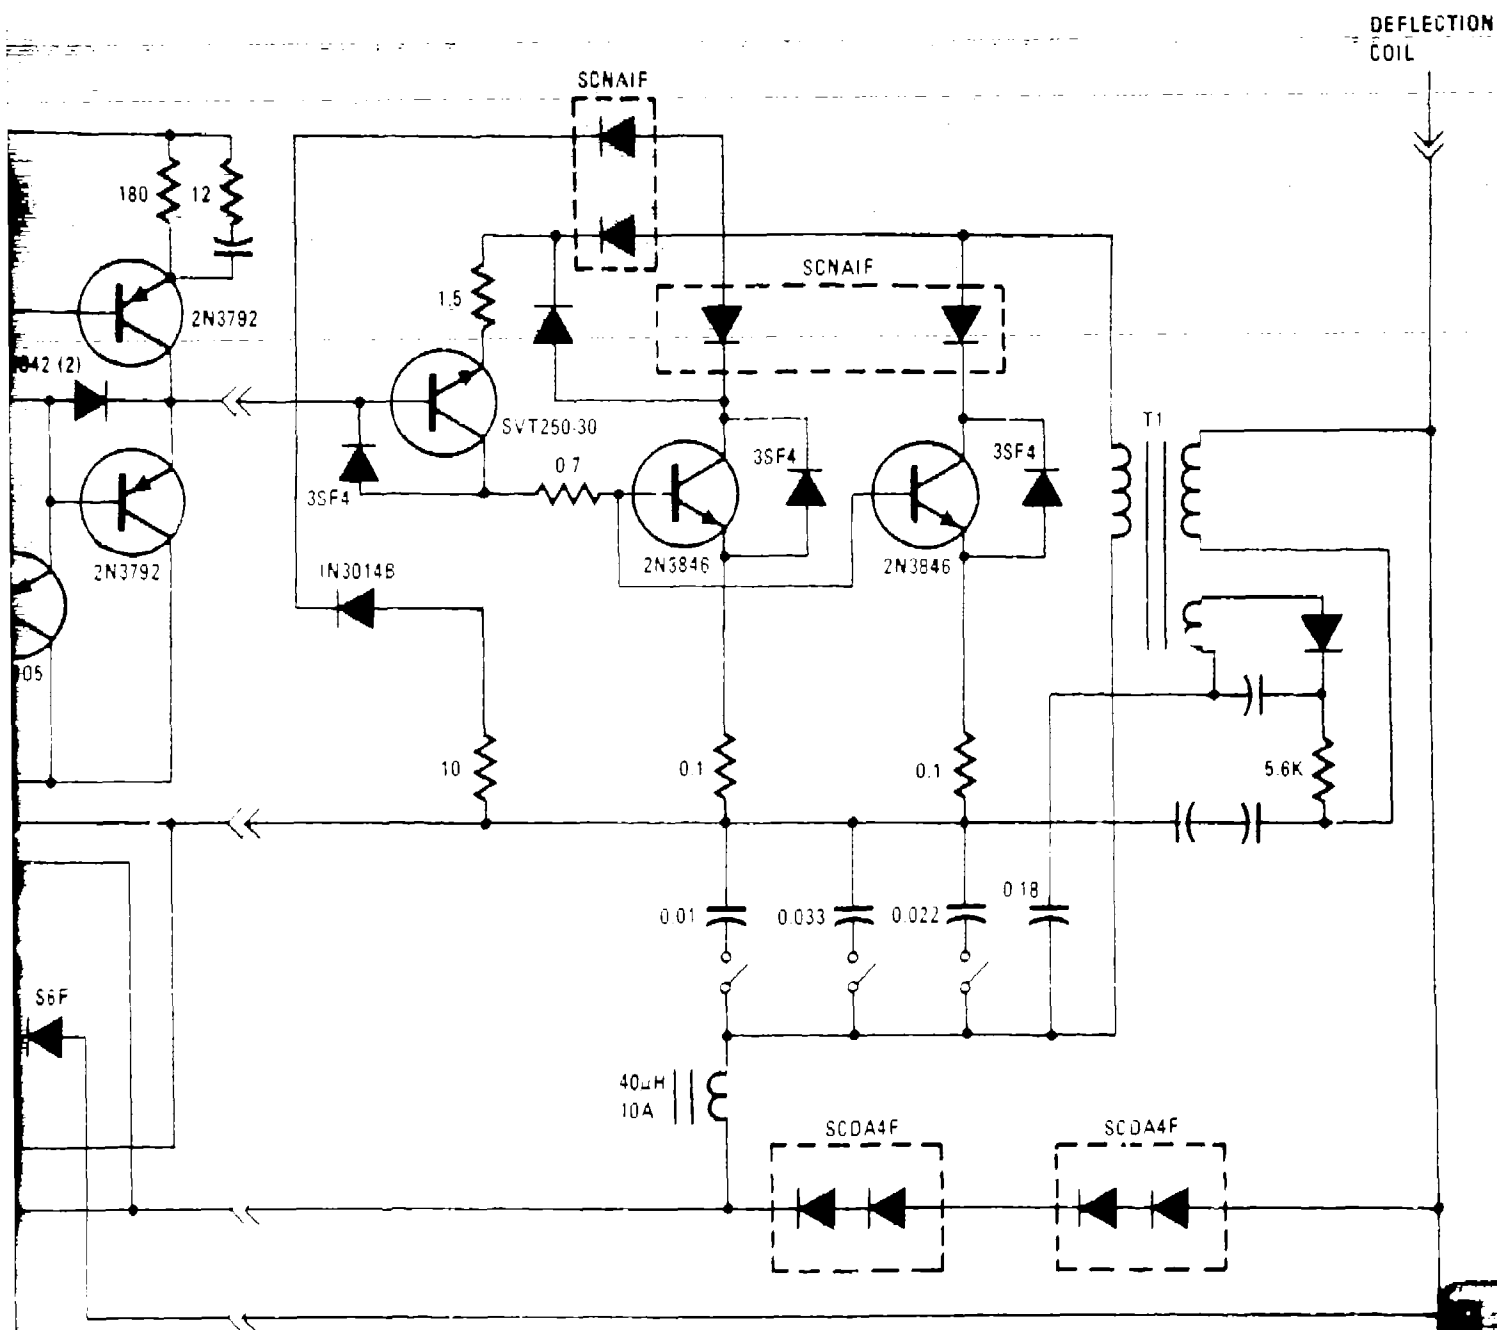 DEFLECTION
COIL
SCNAIF
180
12
SCNAIF
1.5
2N3792
842 (2)
SVT250-30
T1
0.7
3SF4
3SF4
3SF4
2N3792
IN3014B
2N3846
2N3846
05
10
0.1
0.1
5.6K
0.01
0.033
0.022
0.18
S6F
40µH
10A
SCDA4F
SCDA4F